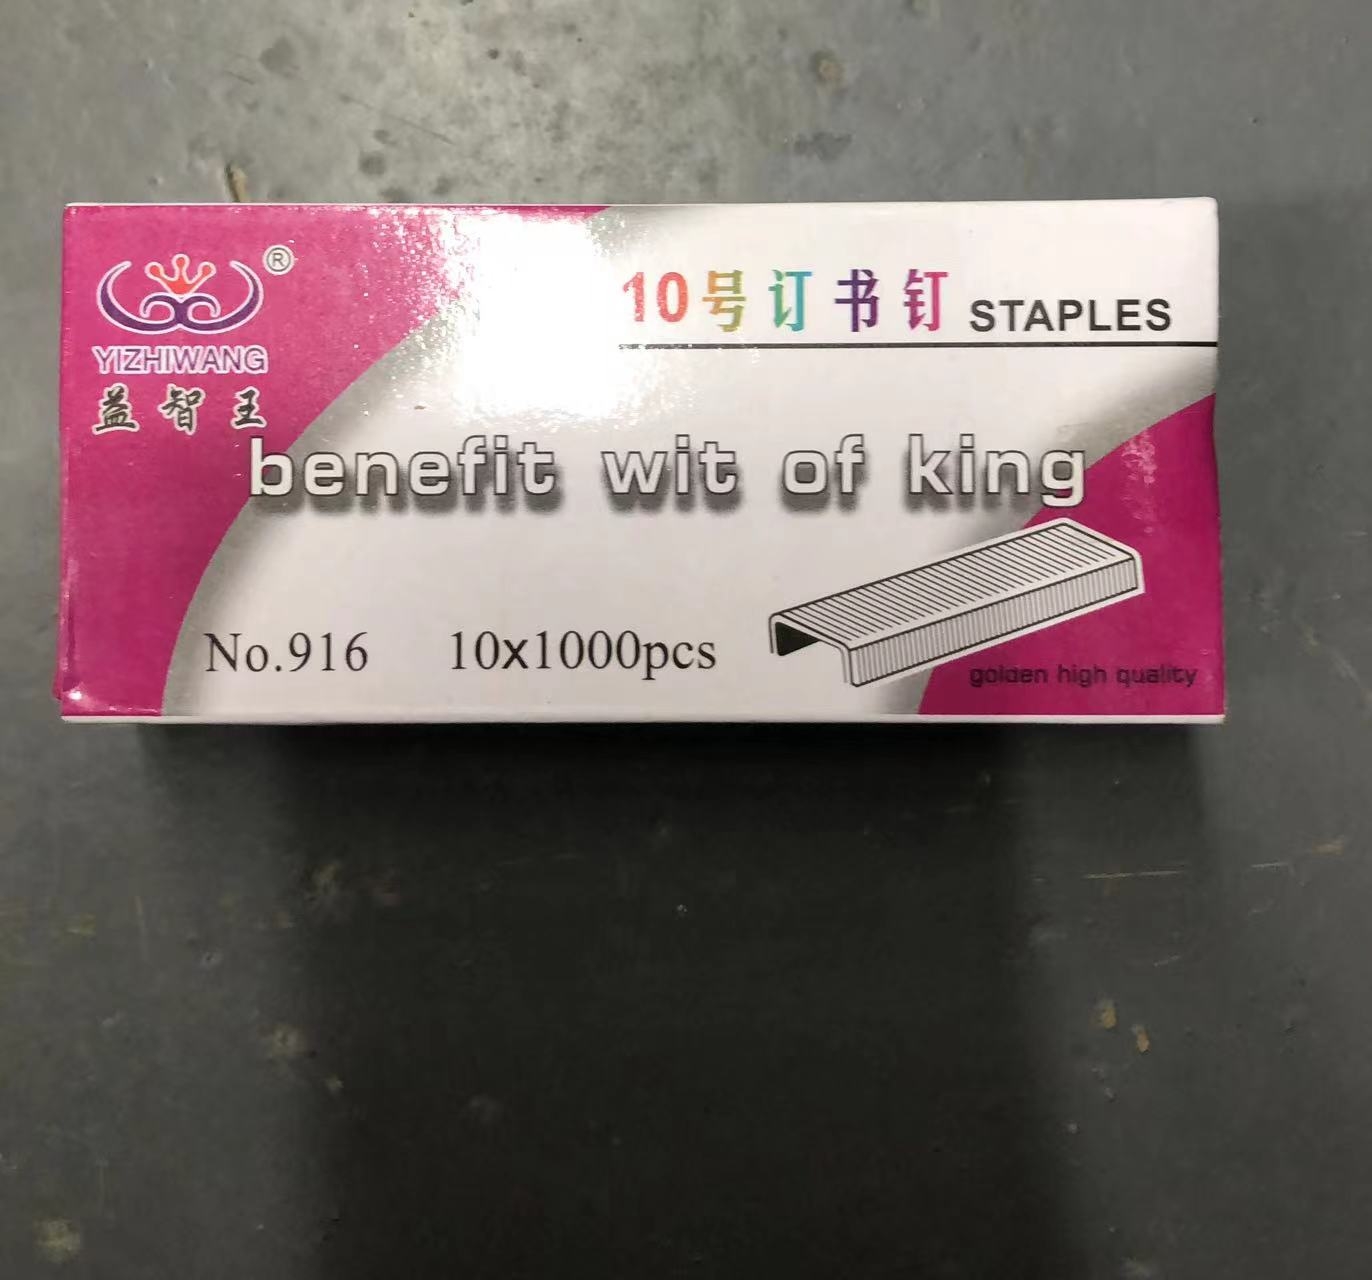 ®
YIZHIWANG
益智王
10号订书钉 STAPLES
benefit wit of king
No.916 10x1000pcs
golden high quality